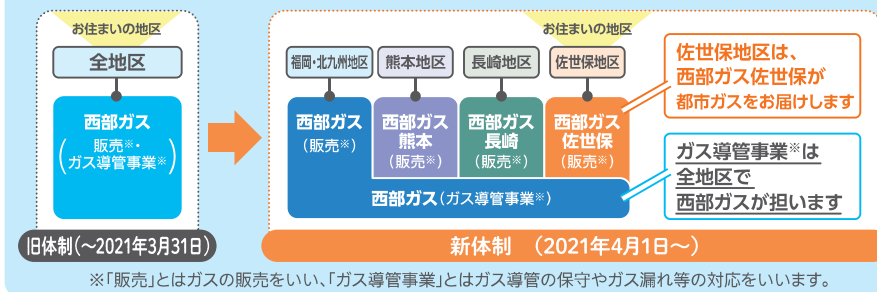 お住まいの地区
全地区
西部ガス
(販売※・
ガス導管事業※)
旧体制(~2021年3月31日)
お住まいの地区
福岡・北九州地区
熊本地区
長崎地区
佐世保地区
西部ガス
(販売※)
西部ガス
熊本
(販売※)
西部ガス
長崎
(販売※)
西部ガス
佐世保
(販売※)
西部ガス(ガス導管事業※)
佐世保地区は、
西部ガス佐世保が
都市ガスをお届けします
ガス導管事業※は
全地区で
西部ガスが担います
新体制 (2021年4月1日~)
※「販売」とはガスの販売をいい、「ガス導管事業」とはガス導管の保守やガス漏れ等の対応をいいます。